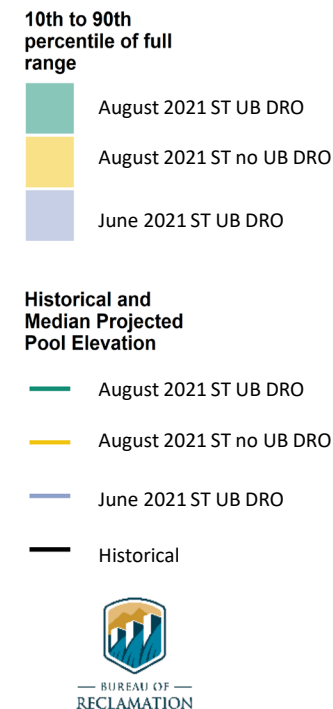 10th to 90th
percentile of full
range
August 2021 ST UB DRO
August 2021 ST no UB DRO
June 2021 ST UB DRO
Historical and
Median Projected
Pool Elevation
August 2021 ST UB DRO
August 2021 ST no UB DRO
June 2021 ST UB DRO
Historical
BUREAU OF
RECLAMATION